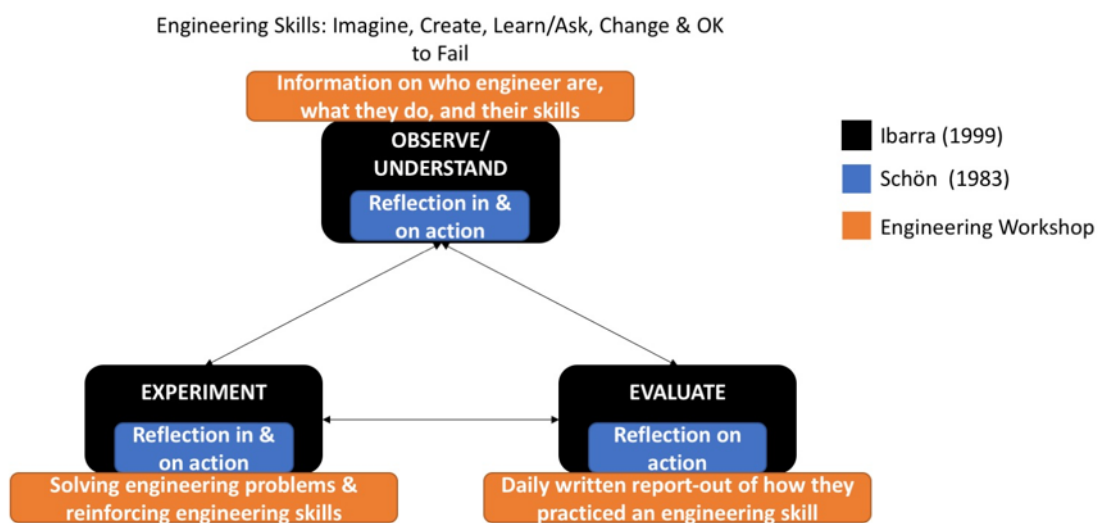 Engineering Skills: Imagine, Create, Learn/Ask, Change & OK
to Fail
Information on who engineer are,
what they do, and their skills
OBSERVE/
UNDERSTAND
Reflection in &
on action
Ibarra (1999)
Schön (1983)
Engineering Workshop
EXPERIMENT
Reflection in &
on action
Solving engineering problems &
reinforcing engineering skills
EVALUATE
Reflection on
action
Daily written report-out of how they
practiced an engineering skill